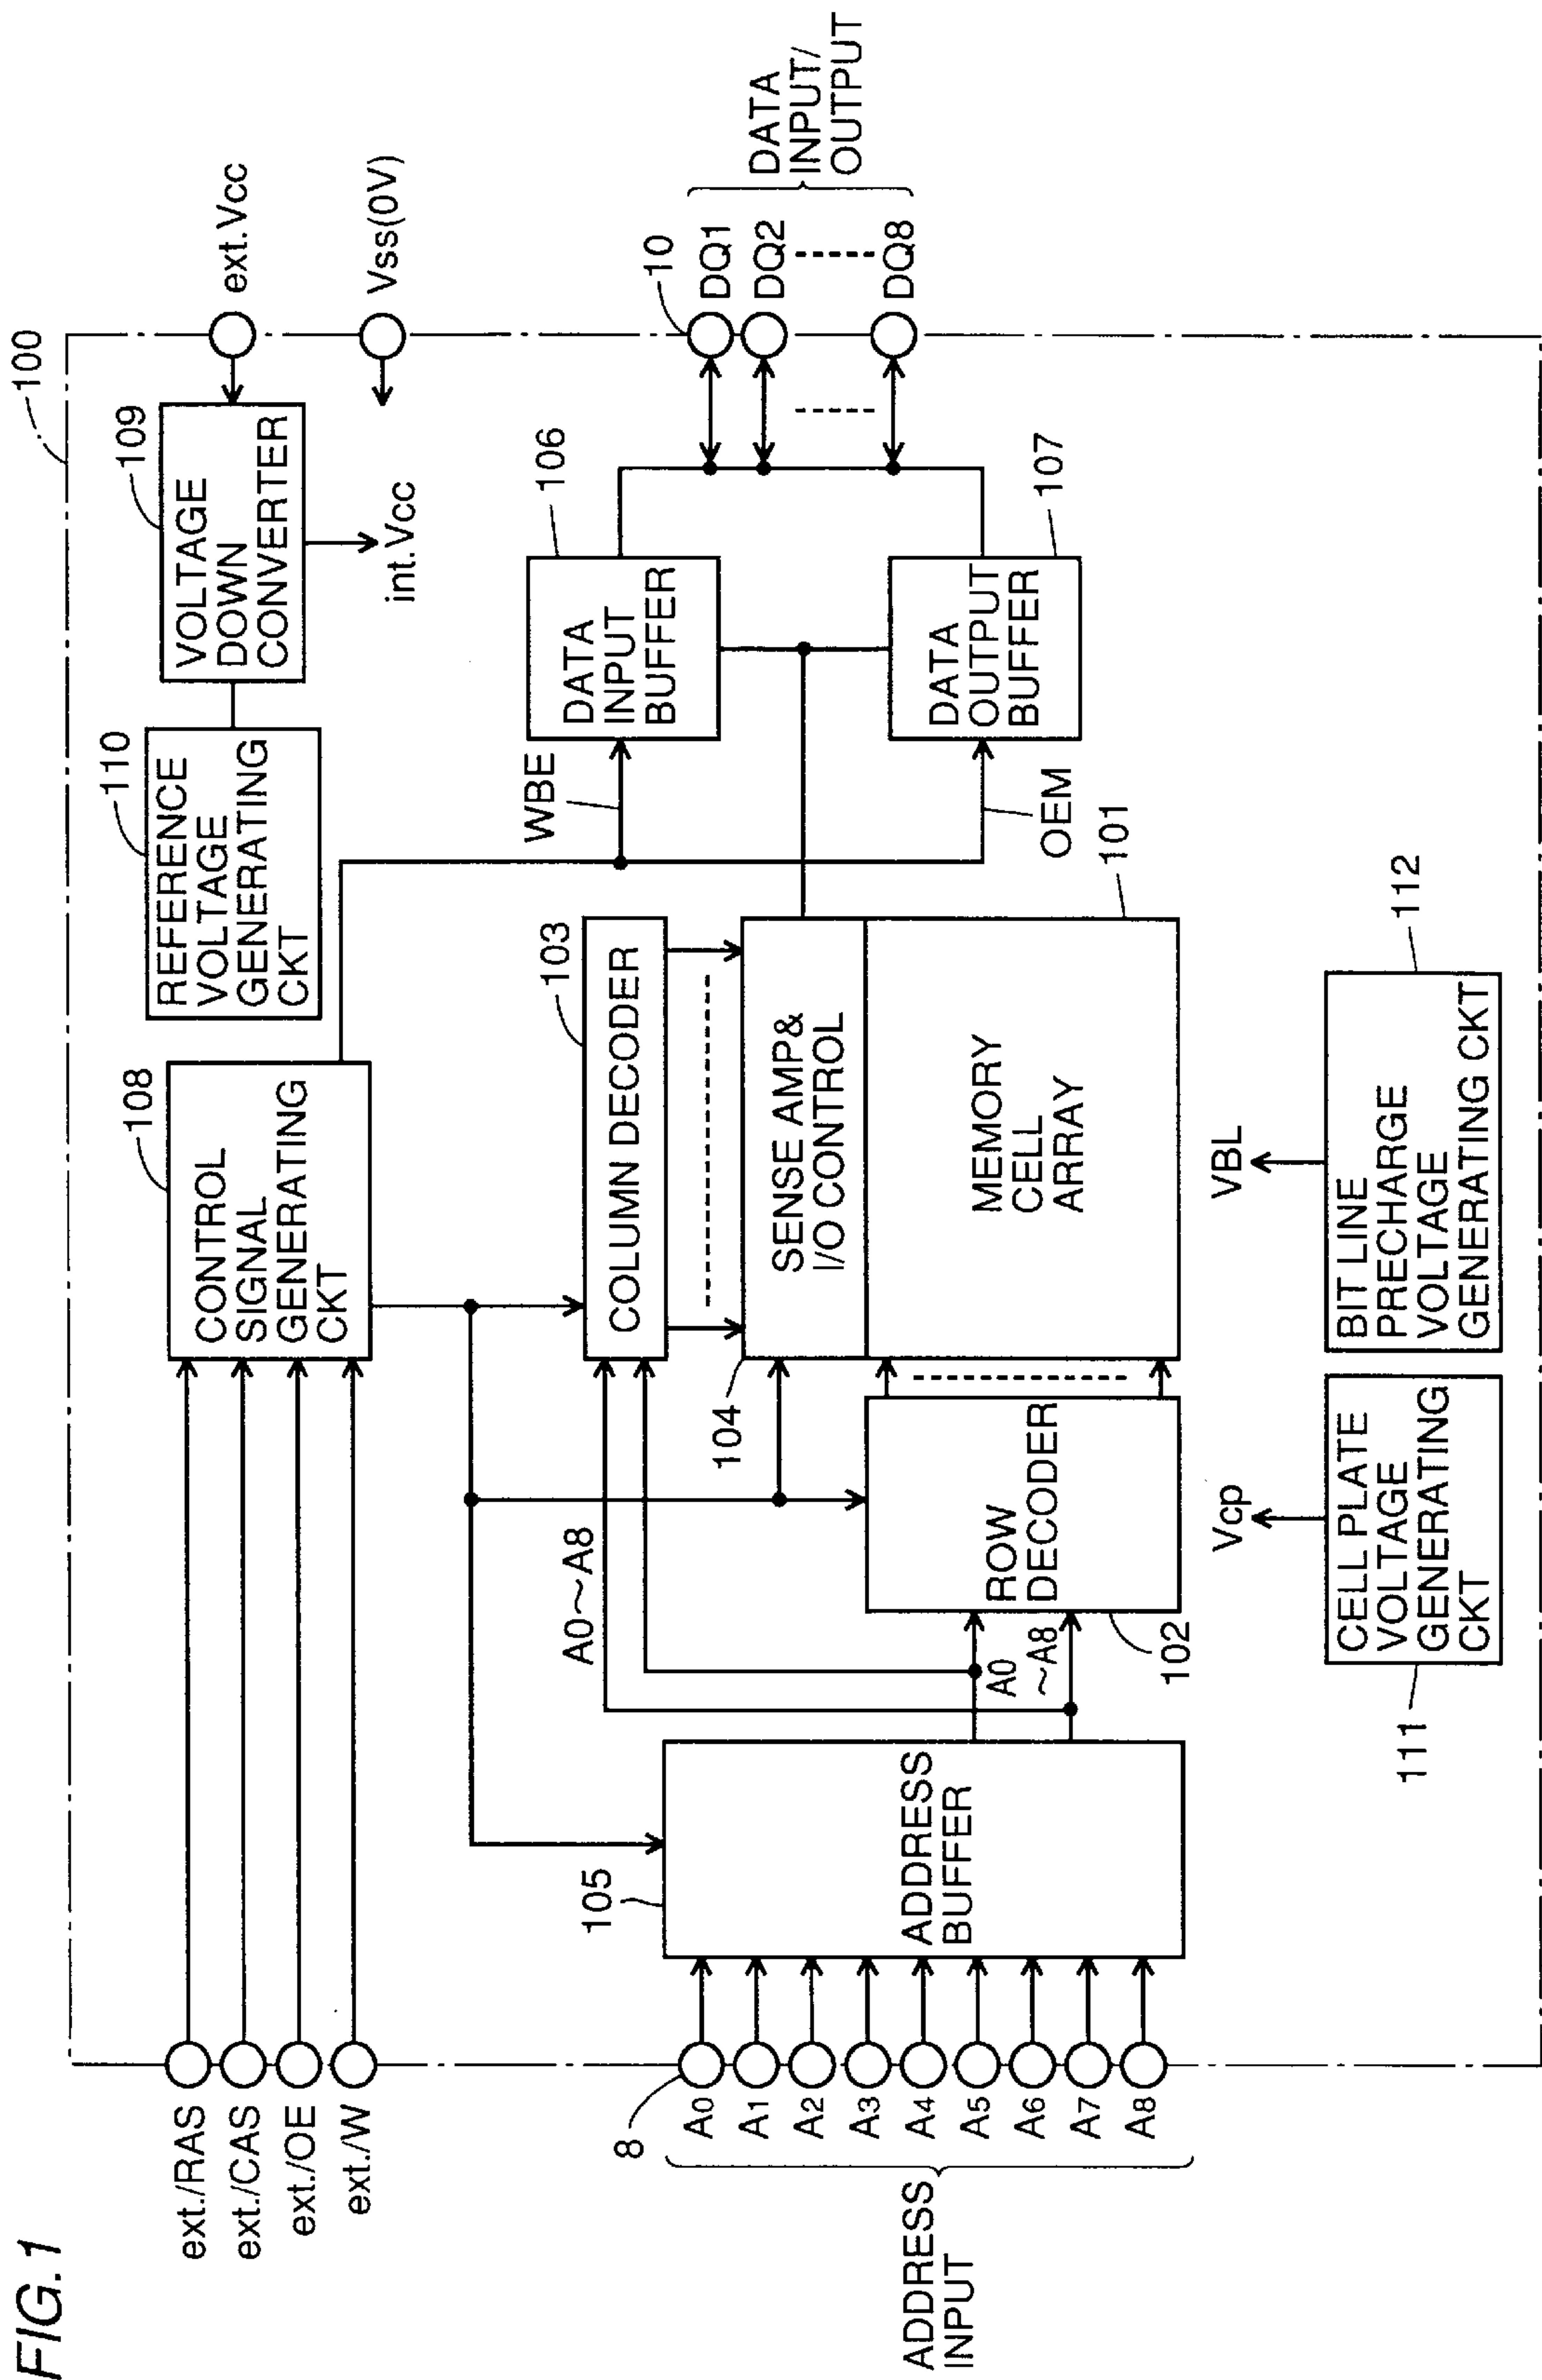 FIG.1
100
ext./RAS
ext./CAS
ext./OE
ext./W
108
CONTROL
SIGNAL
GENERATING
CKT
110
REFERENCE
VOLTAGE
GENERATING
CKT
109
VOLTAGE
DOWN
CONVERTER
int.Vcc
ext.Vcc
Vss(0V)
WBE
106
DATA
INPUT
BUFFER
10
DQ1
DQ2
DQ8
DATA
INPUT/
OUTPUT
107
DATA
OUTPUT
BUFFER
OEM
103
COLUMN DECODER
A0~A8
104
SENSE AMP&
I/O CONTROL
101
MEMORY
CELL
ARRAY
ROW
DECODER
102
A0
~A8
105
ADDRESS
BUFFER
8
A0
A1
A2
A3
A4
A5
A6
A7
A8
ADDRESS
INPUT
Vcp
111
CELL PLATE
VOLTAGE
GENERATING
CKT
VBL
112
BIT LINE
PRECHARGE
VOLTAGE
GENERATING CKT